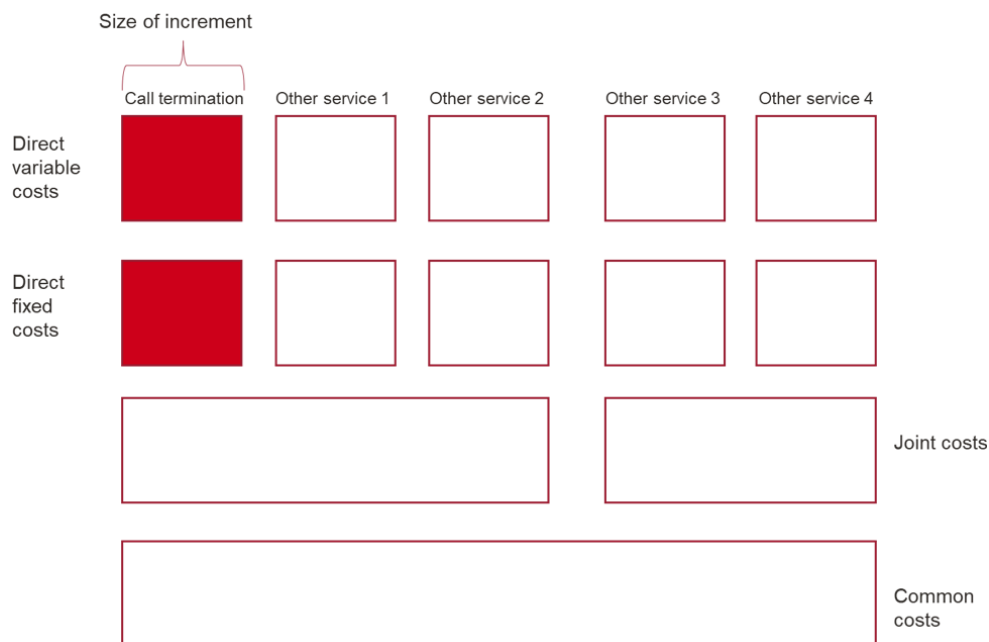 Size of increment
Call termination
Other service 1
Other service 2
Other service 3
Other service 4
Direct
variable
costs
Direct
fixed
costs
Joint costs
Common
costs